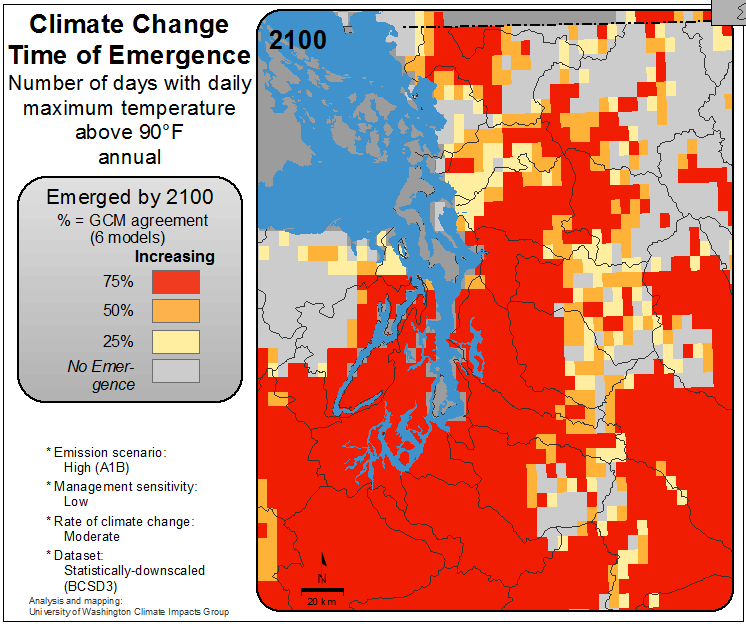 Climate Change
Time of Emergence
Number of days with daily
maximum temperature
above 90°F
annual
Emerged by 2100
% = GCM agreement
(6 models)
Increasing
75%
50%
25%
No Emer-
gence
* Emission scenario:
High (A1B)
* Management sensitivity:
Low
* Rate of climate change:
Moderate
* Dataset:
Statistically-downscaled
(BCSD3)
Analysis and mapping:
University of Washington Climate Impacts Group
2100
N
20 km